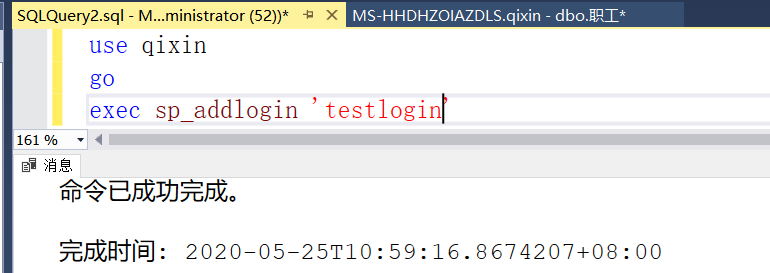 SQLQuery2.sql - M...ministrator (52))* MS-HHDHZOIAZDLS.qixin - dbo.职工*
use qixin
go
exec sp_addlogin 'testlogin'
161 %
消息
命令已成功完成。
完成时间: 2020-05-25T10:59:16.8674207+08:00